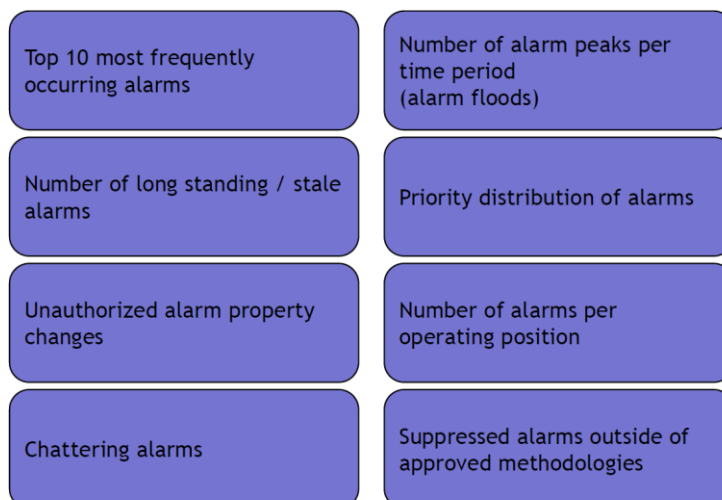 Top 10 most frequently
occurring alarms
Number of alarm peaks per
time period
(alarm floods)
Number of long standing / stale
alarms
Priority distribution of alarms
Unauthorized alarm property
changes
Number of alarms per
operating position
Chattering alarms
Suppressed alarms outside of
approved methodologies